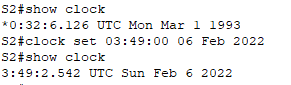 S2#show clock
*0:32:6.126 UTC Mon Mar 1 1993
S2#clock set 03:49:00 06 Feb 2022
S2#show clock
3:49:2.542 UTC Sun Feb 6 2022